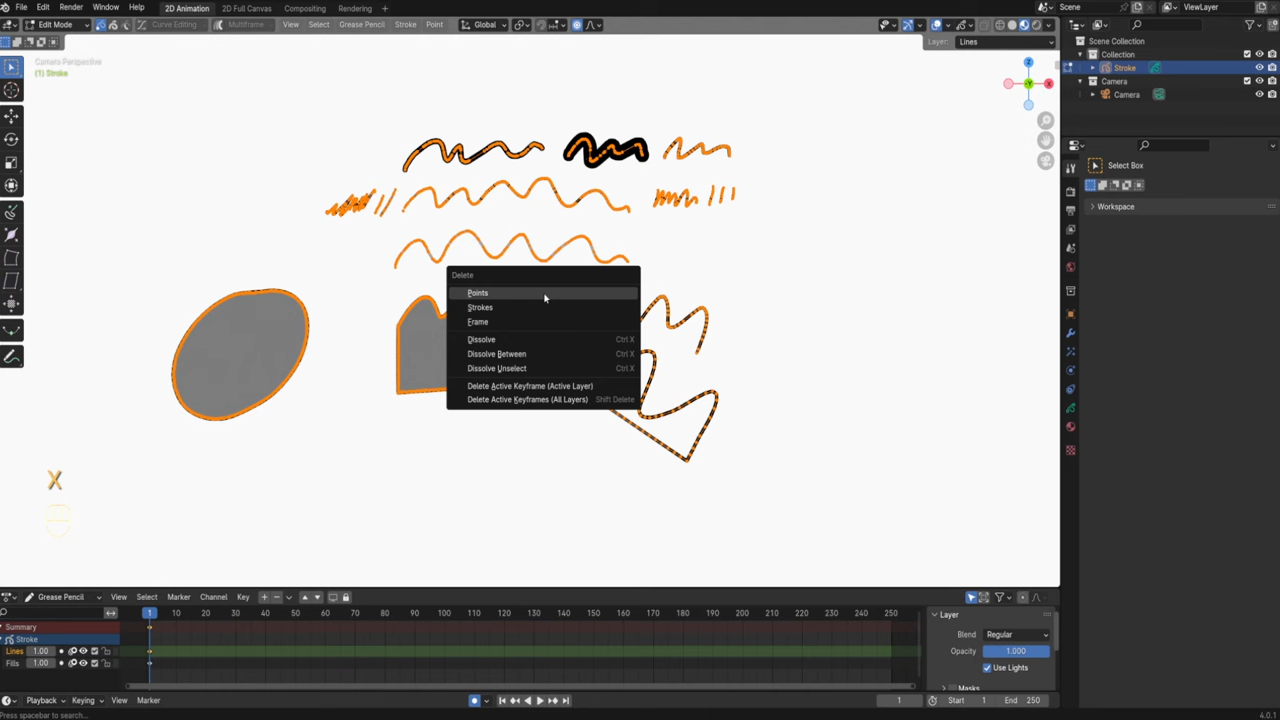 File Edit Render Window Help 2D Animation 2D Full Canvas Compositing Rendering + Scene ViewLayer
Edit Mode Curve Editing Multiframe View Select Grease Pencil Stroke Point Global
Layer: Lines
Camera Perspective
(1) Stroke
Scene Collection
Collection
Stroke
Camera
Camera
Select Box
Workspace
Delete
Points
Strokes
Frame
Dissolve Ctrl X
Dissolve Between Ctrl X
Dissolve Unselect Ctrl X
Delete Active Keyframe (Active Layer)
Delete Active Keyframes (All Layers) Shift Delete
X
Grease Pencil View Select Marker Channel Key
1 10 20 30 40 50 60 70 80 90 100 110 120 130 140 150 160 170 180 190 200 210 220 230 240 250
Summary
Stroke
Lines 1.00
Fills 1.00
Layer
Blend Regular
Opacity 1.000
Use Lights
Masks
Playback Keying View Marker 1 Start 1 End 250
Press spacebar to search... 4.0.1